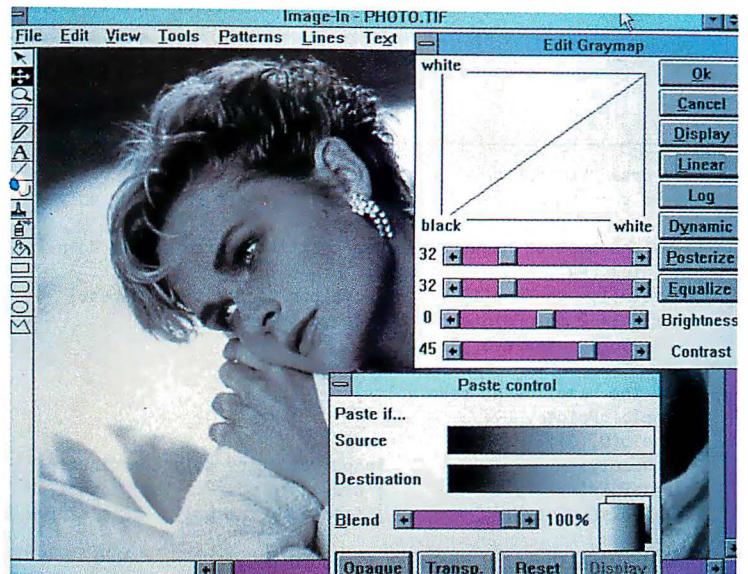 Image-In - PHOTO.TIF
File Edit View Tools Patterns Lines Text
A
Edit Graymap
white
black white
Ok
Cancel
Display
Linear
Log
Dynamic
Posterize
Equalize
32
32
0 Brightness
45 Contrast
Paste control
Paste if...
Source
Destination
Blend 100%
Opaque Transp. Reset Display